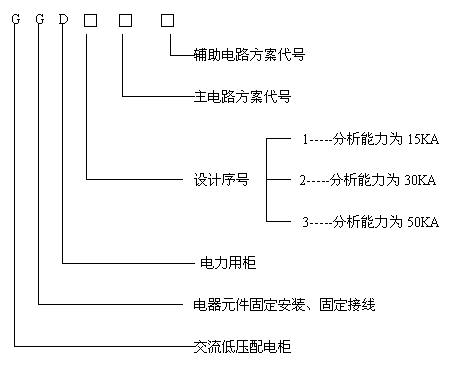 G G D □ □ □
辅助电路方案代号
主电路方案代号
1-----分析能力为 15KA
设计序号
2-----分析能力为 30KA
3-----分析能力为 50KA
电力用柜
电器元件固定安装、固定接线
交流低压配电柜